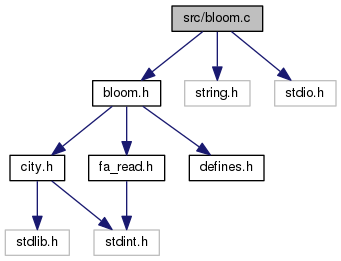 src/bloom.c
bloom.h
string.h
stdio.h
city.h
fa_read.h
defines.h
stdlib.h
stdint.h